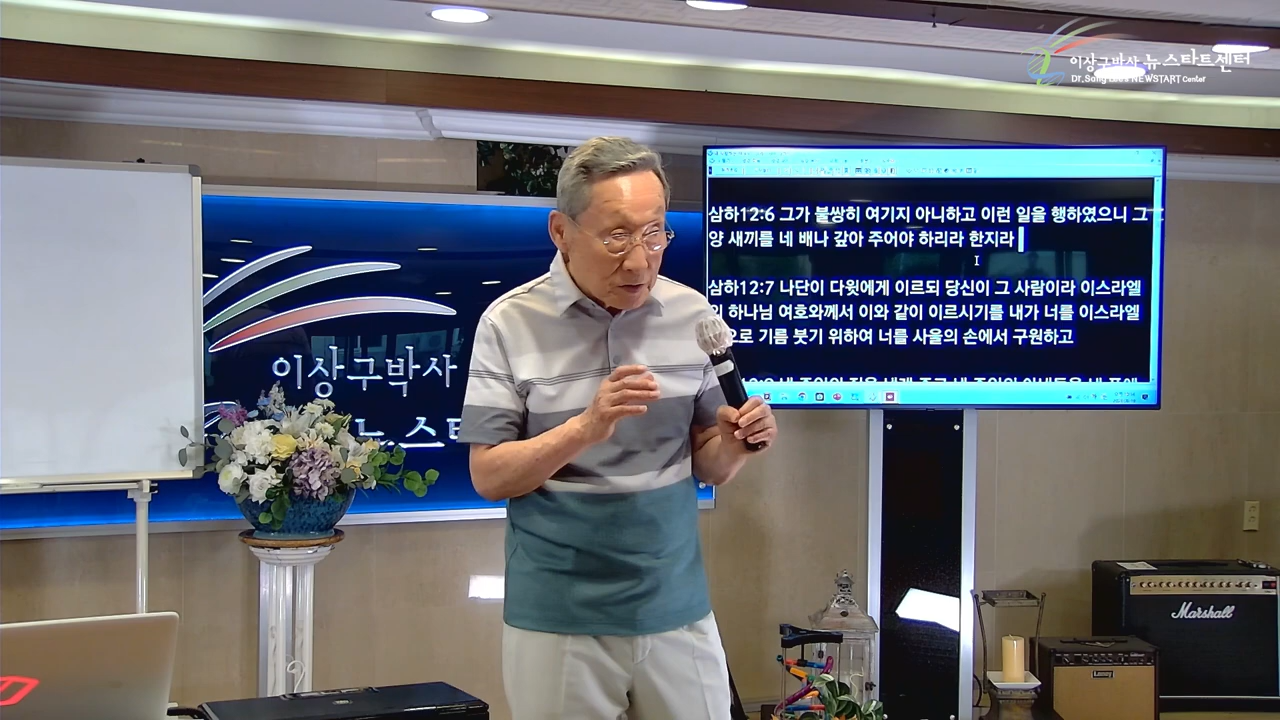 이상구박사 뉴스타트센터
Dr. Sang Lee's NEWSTART Center
삼하12:6 그가 불쌍히 여기지 아니하고 이런 일을 행하였으니 그
양 새끼를 네 배나 갚아 주어야 하리라 한지라
삼하12:7 나단이 다윗에게 이르되 당신이 그 사람이라 이스라엘
하나님 여호와께서 이와 같이 이르시기를 내가 너를 이스라엘
기름 붓기 위하여 너를 사울의 손에서 구원하고
이상구박사
뉴스타
Marshall
Laney